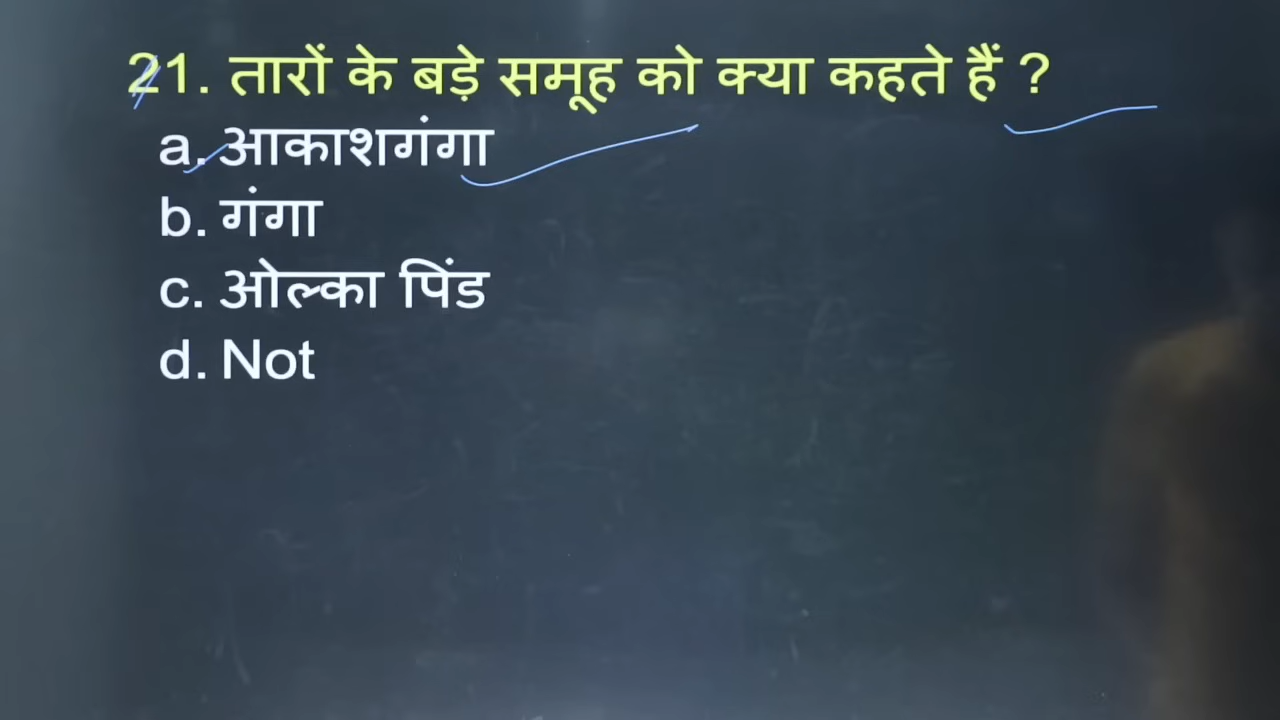 21. तारों के बड़े समूह को क्या कहते हैं ?
a. आकाशगंगा
b. गंगा
c. ओल्का पिंड
d. Not